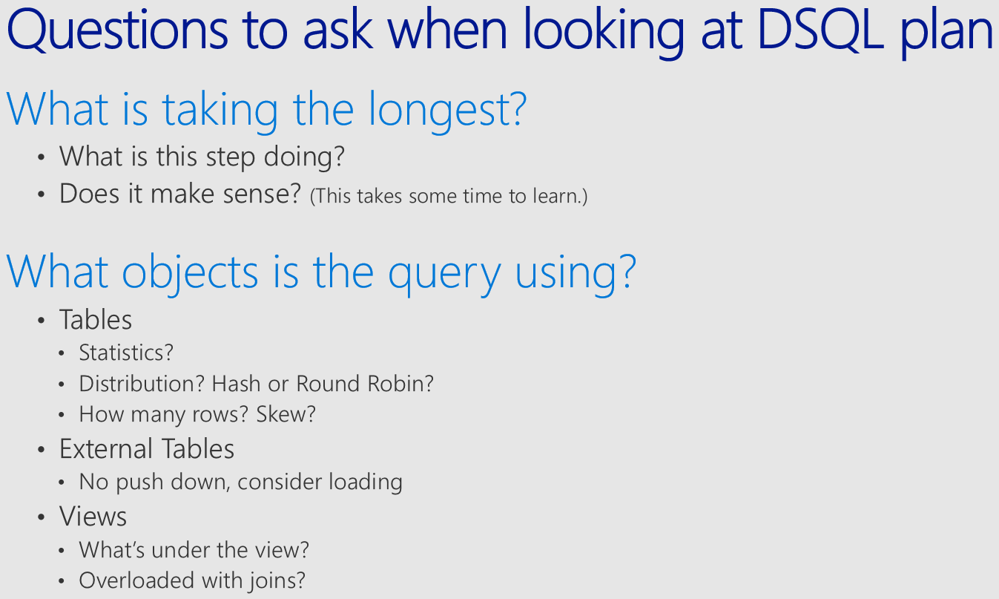 Questions to ask when looking at DSQL plan
What is taking the longest?
• What is this step doing?
• Does it make sense? (This takes some time to learn.)
What objects is the query using?
• Tables
• Statistics?
• Distribution? Hash or Round Robin?
• How many rows? Skew?
• External Tables
• No push down, consider loading
• Views
• What’s under the view?
• Overloaded with joins?